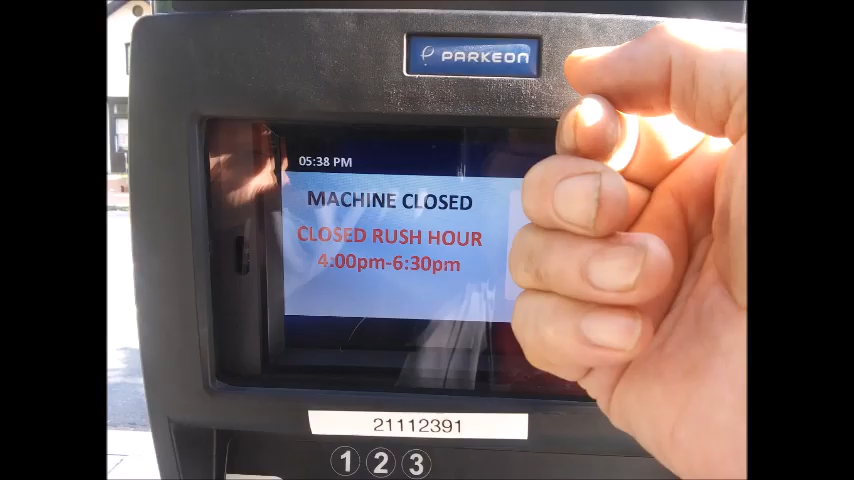 PARKEON
05:38 PM
MACHINE CLOSED
CLOSED RUSH HOUR
4:00pm-6:30pm
21112391
1 2 3